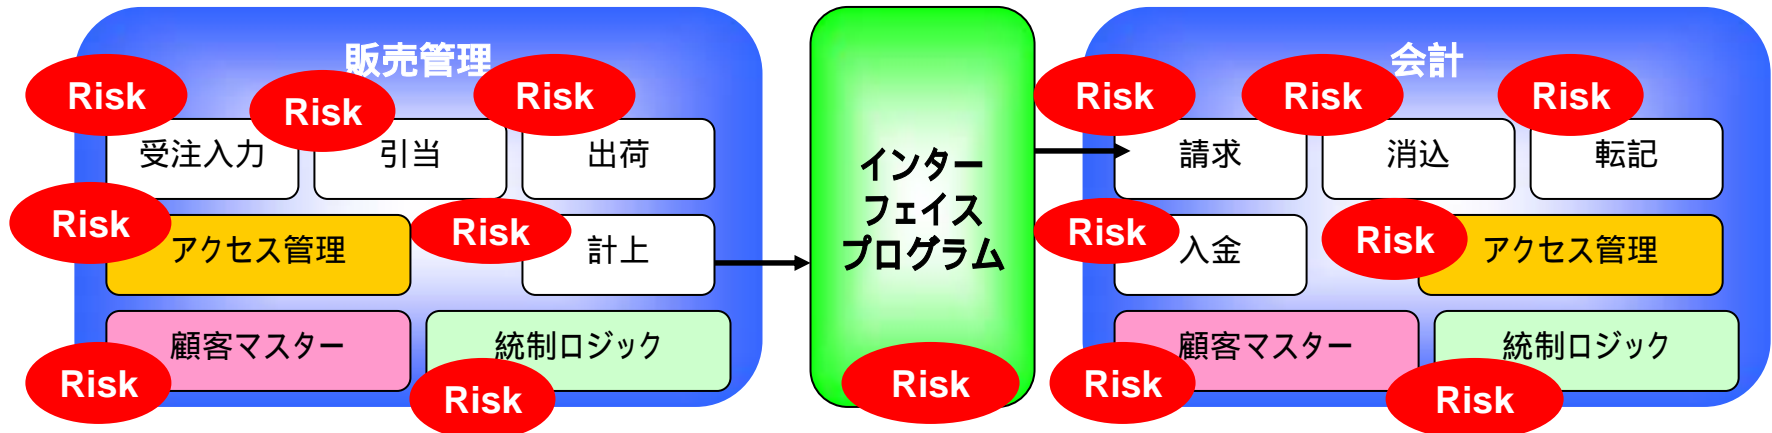 販売管理
Risk
Risk
Risk
受注入力
引当
出荷
Risk
アクセス管理
Risk
計上
顧客マスター
統制ロジック
Risk
Risk
インター
フェイス
プログラム
Risk
会計
Risk
Risk
Risk
請求
消込
転記
Risk
入金
Risk
アクセス管理
顧客マスター
統制ロジック
Risk
Risk